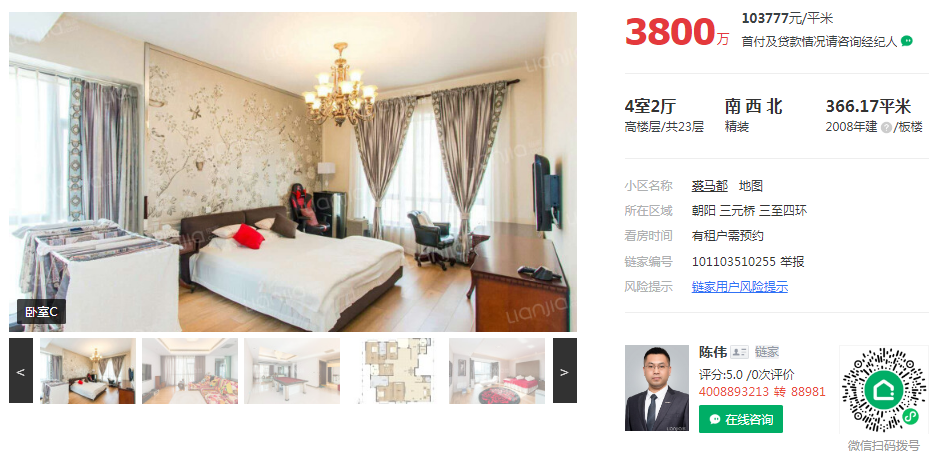 3800万
103777元/平米
首付及贷款情况请咨询经纪人
4室2厅
高楼层/共23层
南 西 北
精装
366.17平米
2008年建 ? /板楼
小区名称 裘马都 地图
所在区域 朝阳 三元桥 三至四环
看房时间 有租户需预约
链家编号 101103510255 举报
风险提示 链家用户风险提示
卧室C
<
>
陈伟 链家
评分:5.0 /0次评价
4008893213 转 88981
在线咨询
微信扫码拨号
lianjia
lianjia
lianjia